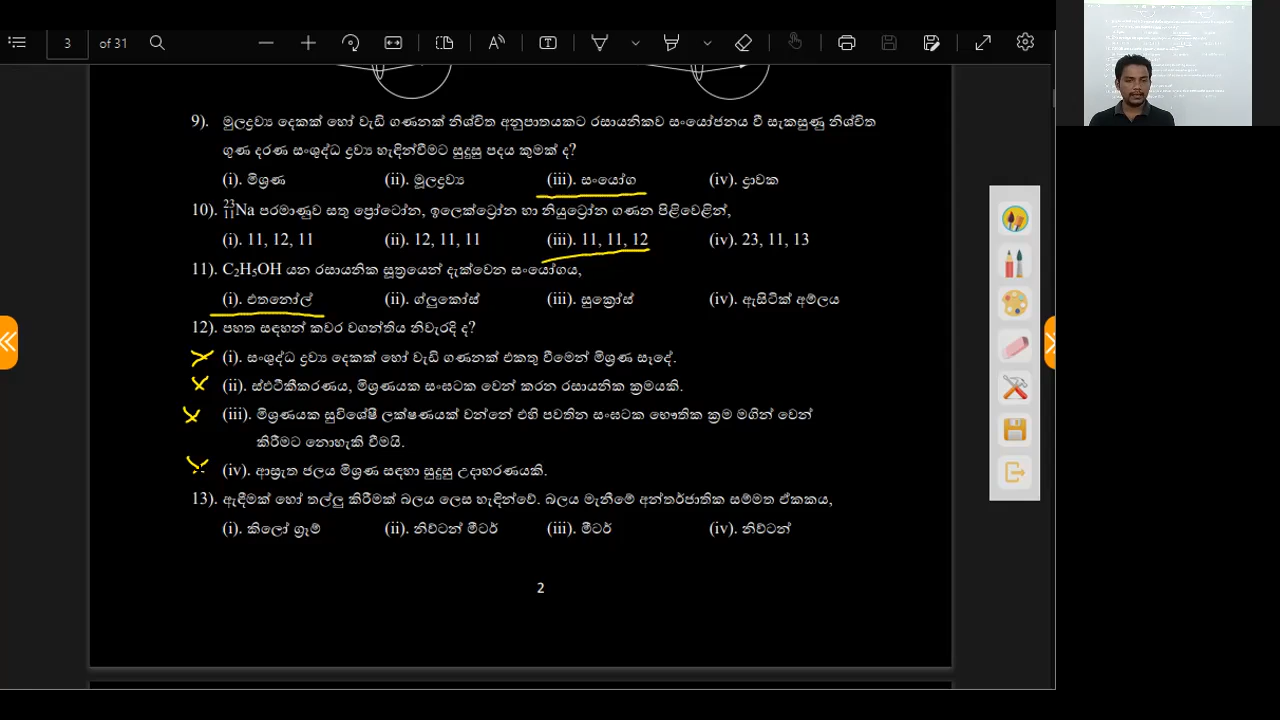 3 of 31
9). මුලද්‍රව්‍ය දෙකක් හෝ වැඩි ගණනක් නිශ්චිත අනුපාතයකට රසායනිකව සංයෝජනය වී සැකසුණු නිශ්චිත
ගුණ දරණ සංශුද්ධ ද්‍රව්‍ය හැඳින්වීමට සුදුසු පදය කුමක් ද?
(i). මිශ්‍රණ (ii). මූලද්‍රව්‍ය (iii). සංයෝග (iv). ද්‍රාවක
10). ²³₁₁Na පරමාණුව සතු ප්‍රෝටෝන, ඉලෙක්ට්‍රෝන හා නියුට්‍රෝන ගණන පිළිවෙළින්,
(i). 11, 12, 11 (ii). 12, 11, 11 (iii). 11, 11, 12 (iv). 23, 11, 13
11). C₂H₅OH යන රසායනික සූත්‍රයෙන් දැක්වෙන සංයෝගය,
(i). එතනෝල් (ii). ග්ලුකෝස් (iii). සුක්‍රෝස් (iv). ඇසිටික් අම්ලය
12). පහත සඳහන් කවර වගන්තිය නිවැරදි ද?
(i). සංශුද්ධ ද්‍රව්‍ය දෙකක් හෝ වැඩි ගණනක් එකතු වීමෙන් මිශ්‍රණ සෑදේ.
(ii). ස්ඵටිකීකරණය, මිශ්‍රණයක සංඝටක වෙන් කරන රසායනික ක්‍රමයකි.
(iii). මිශ්‍රණයක සුවිශේෂී ලක්ෂණයක් වන්නේ එහි පවතින සංඝටක භෞතික ක්‍රම මගින් වෙන්
කිරීමට නොහැකි වීමයි.
(iv). ආස්‍රැත ජලය මිශ්‍රණ සඳහා සුදුසු උදාහරණයකි.
13). ඇඳීමක් හෝ තල්ලු කිරීමක් බලය ලෙස හැඳින්වේ. බලය මැනීමේ අන්තර්ජාතික සම්මත ඒකකය,
(i). කිලෝ ග්‍රෑම් (ii). නිව්ටන් මීටර් (iii). මීටර් (iv). නිව්ටන්
2